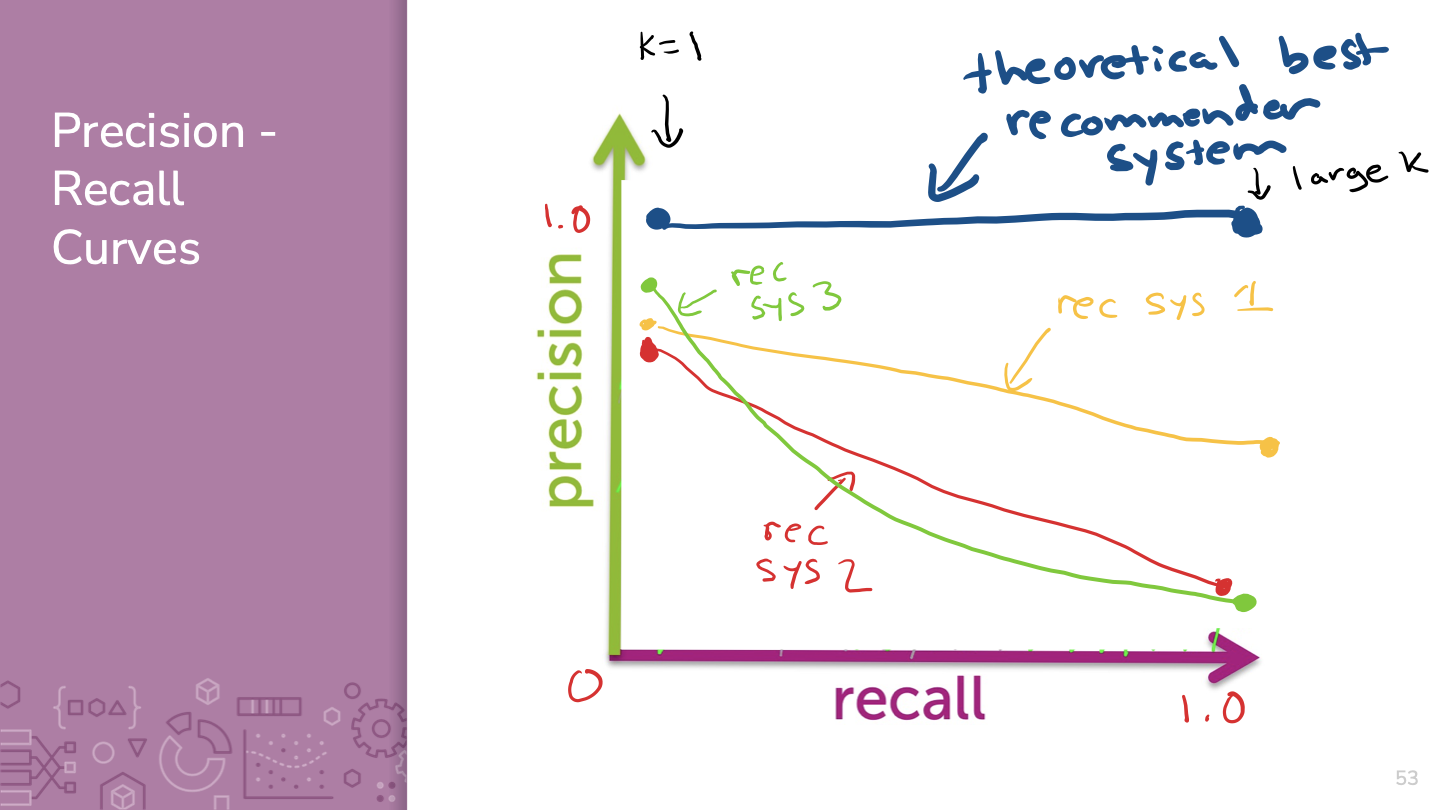 Precision -
Recall
Curves
K=1
theoretical best
recommender
system
large K
1.0
precision
rec
sys 3
rec sys 1
rec
sys 2
0
recall
1.0
53